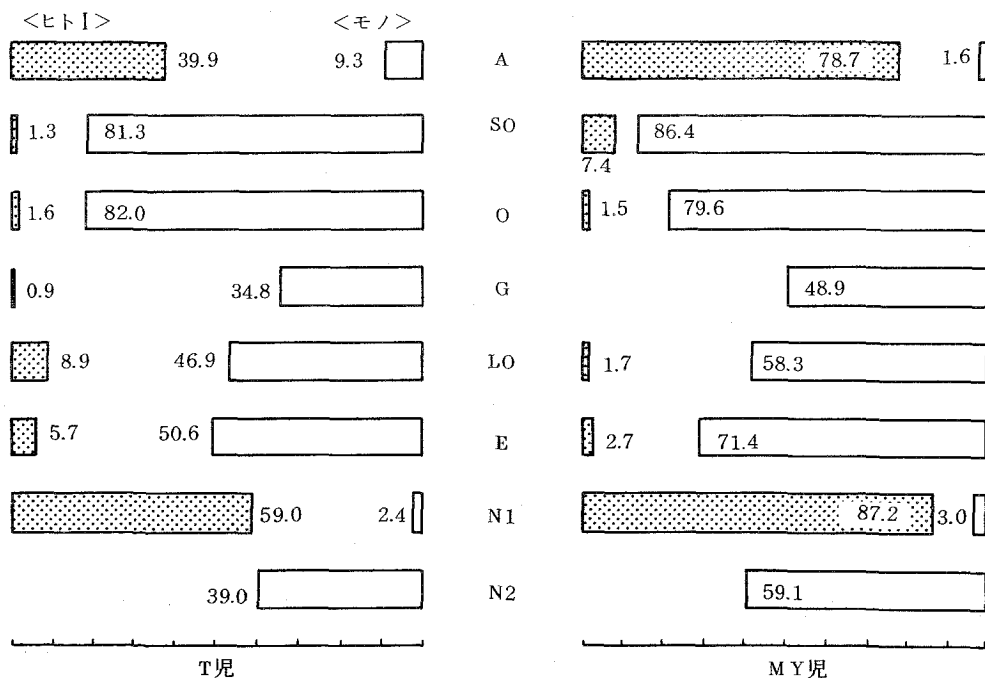 <ヒトⅠ> <モノ>
39.9 9.3 A 78.7 1.6
1.3 81.3 SO 7.4 86.4
1.6 82.0 O 1.5 79.6
0.9 34.8 G 48.9
8.9 46.9 LO 1.7 58.3
5.7 50.6 E 2.7 71.4
59.0 2.4 N1 87.2 3.0
39.0 N2 59.1
T児 MY児